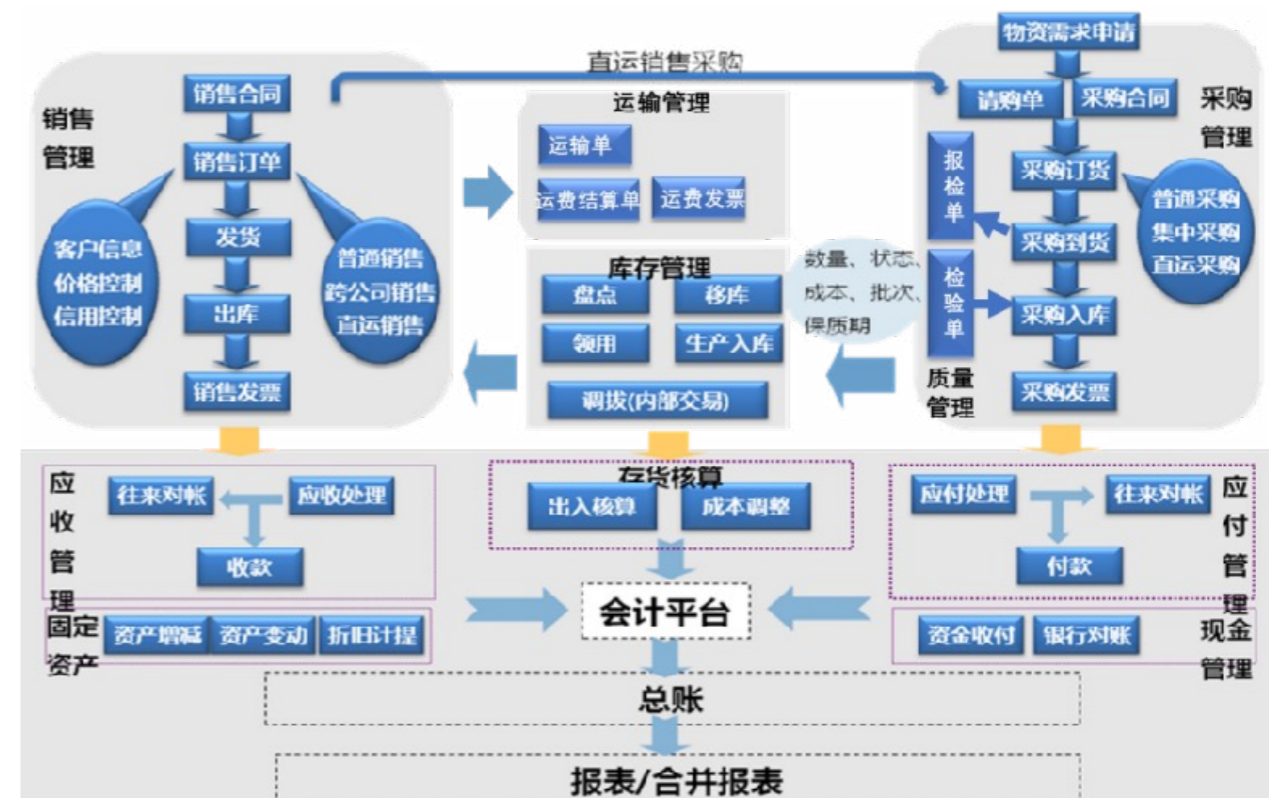 直运销售采购
销售
管理
销售合同
销售订单
发货
出库
销售发票
客户信息
价格控制
信用控制
普通销售
跨公司销售
直运销售
运输管理
运输单
运费结算单
运费发票
库存管理
盘点
移库
领用
生产入库
调拔(内部交易)
数量、状态、
成本、批次、
保质期
物资需求申请
请购单
采购合同
采购
管理
采购订货
采购到货
采购入库
采购发票
普通采购
集中采购
直运采购
报
检
单
检
验
单
质量
管理
应
收
管
理
往来对帐
应收处理
收款
存货核算
出入核算
成本调整
应付处理
往来对帐
付款
应
付
管
理
固定
资产
资产增减
资产变动
折旧计提
会计平台
资金收付
银行对账
现金
管理
总账
报表/合并报表